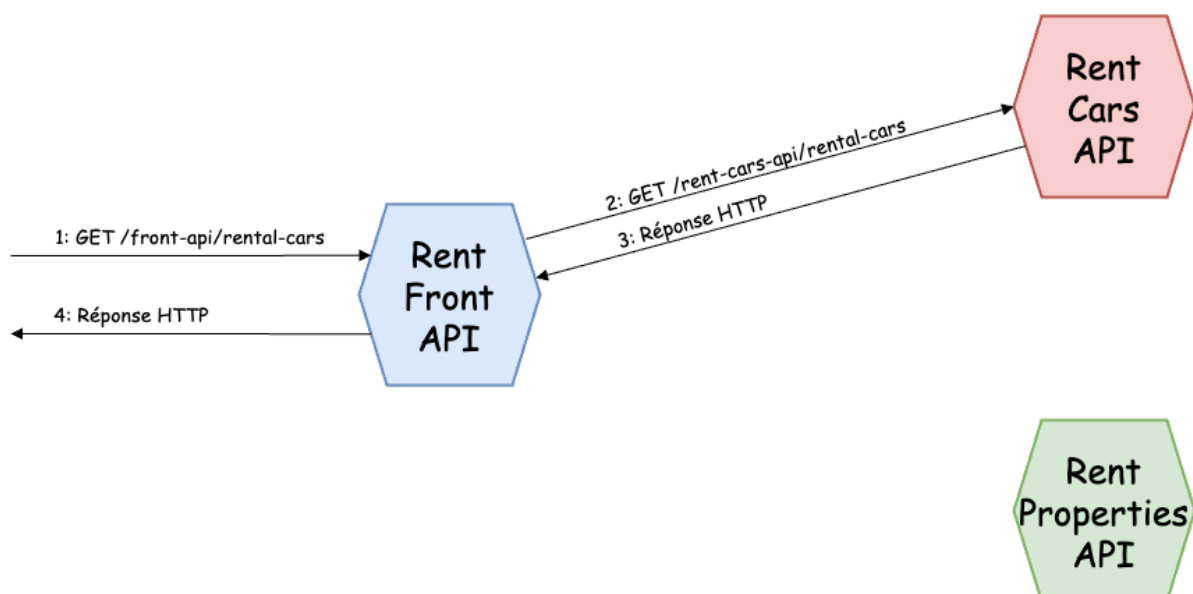 Rent
Cars
API
2: GET /rent-cars-api/rental-cars
3: Réponse HTTP
1: GET /front-api/rental-cars
Rent
Front
API
4: Réponse HTTP
Rent
Properties
API